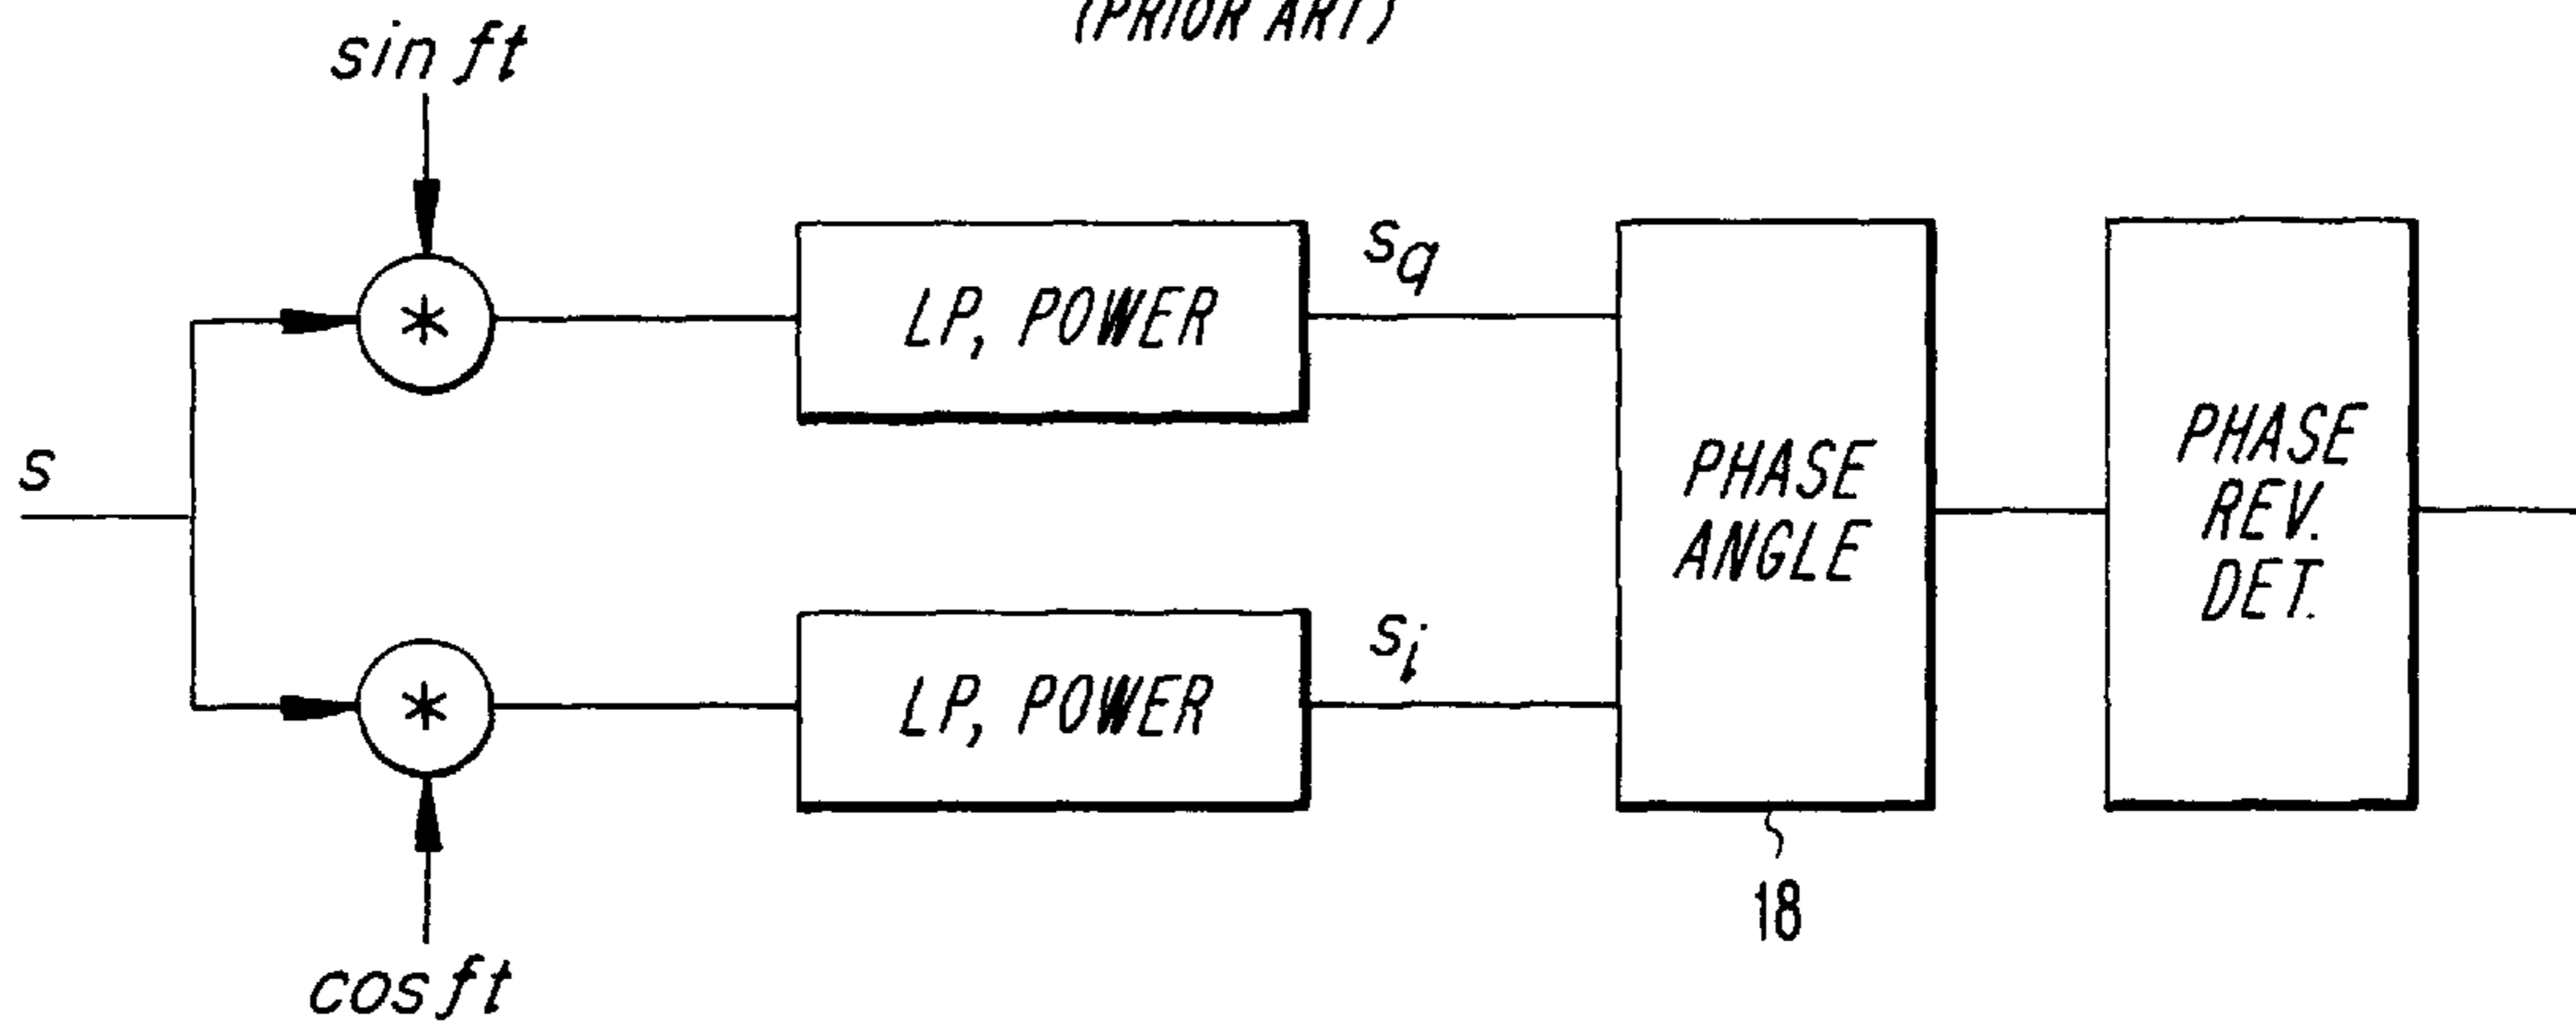 (PRIOR ART)
sin ft
LP, POWER
sq
s
PHASE
ANGLE
PHASE
REV.
DET.
LP, POWER
si
18
cos ft